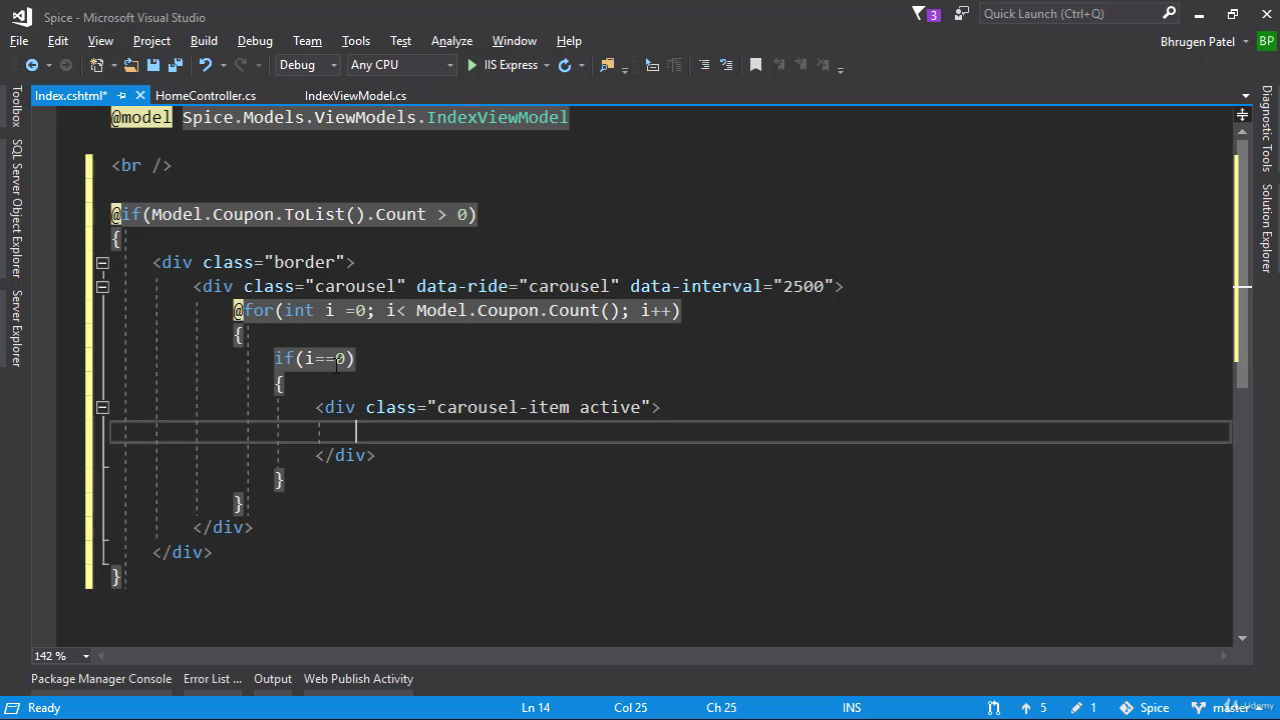 Spice - Microsoft Visual Studio
3
Quick Launch (Ctrl+Q)
File Edit View Project Build Debug Team Tools Test Analyze Window Help
Bhrugen Patel BP
Debug Any CPU IIS Express
Index.cshtml* HomeController.cs IndexViewModel.cs
Toolbox
SQL Server Object Explorer
Server Explorer
Diagnostic Tools
Solution Explorer
@model Spice.Models.ViewModels.IndexViewModel
<br />
@if(Model.Coupon.ToList().Count > 0)
{
<div class="border">
<div class="carousel" data-ride="carousel" data-interval="2500">
@for(int i =0; i< Model.Coupon.Count(); i++)
{
if(i==0)
{
<div class="carousel-item active">
</div>
}
}
</div>
</div>
}
142 %
Package Manager Console Error List ... Output Web Publish Activity
Ready Ln 14 Col 25 Ch 25 INS 5 1 Spice master
Udemy